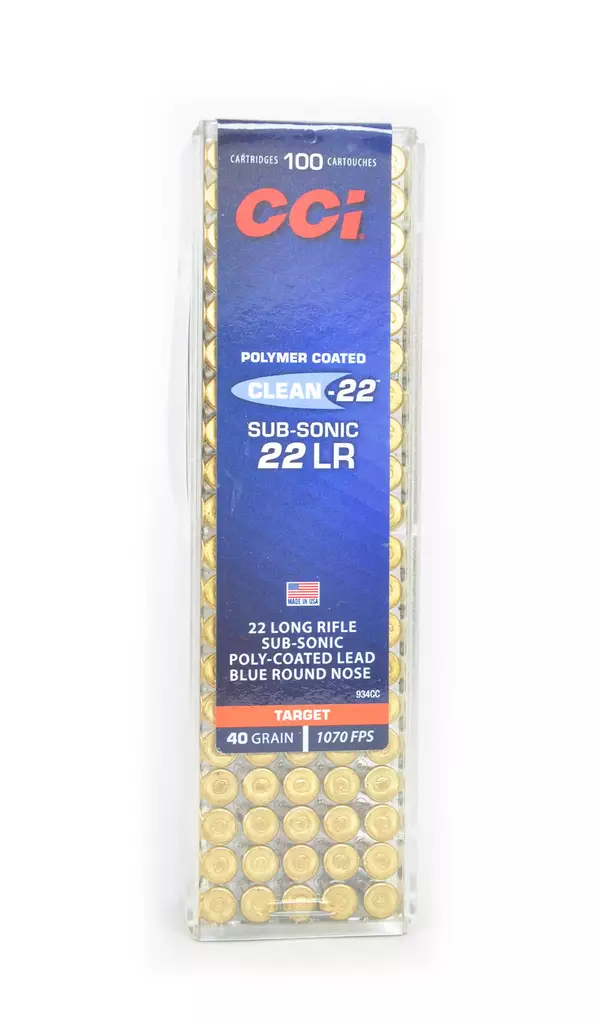 CARTRIDGES 100 CARTOUCHES
CCI®
POLYMER COATED
CLEAN-22™
SUB-SONIC
22 LR
MADE IN USA
22 LONG RIFLE
SUB-SONIC
POLY-COATED LEAD
BLUE ROUND NOSE
934CC
TARGET
40 GRAIN | 1070 FPS